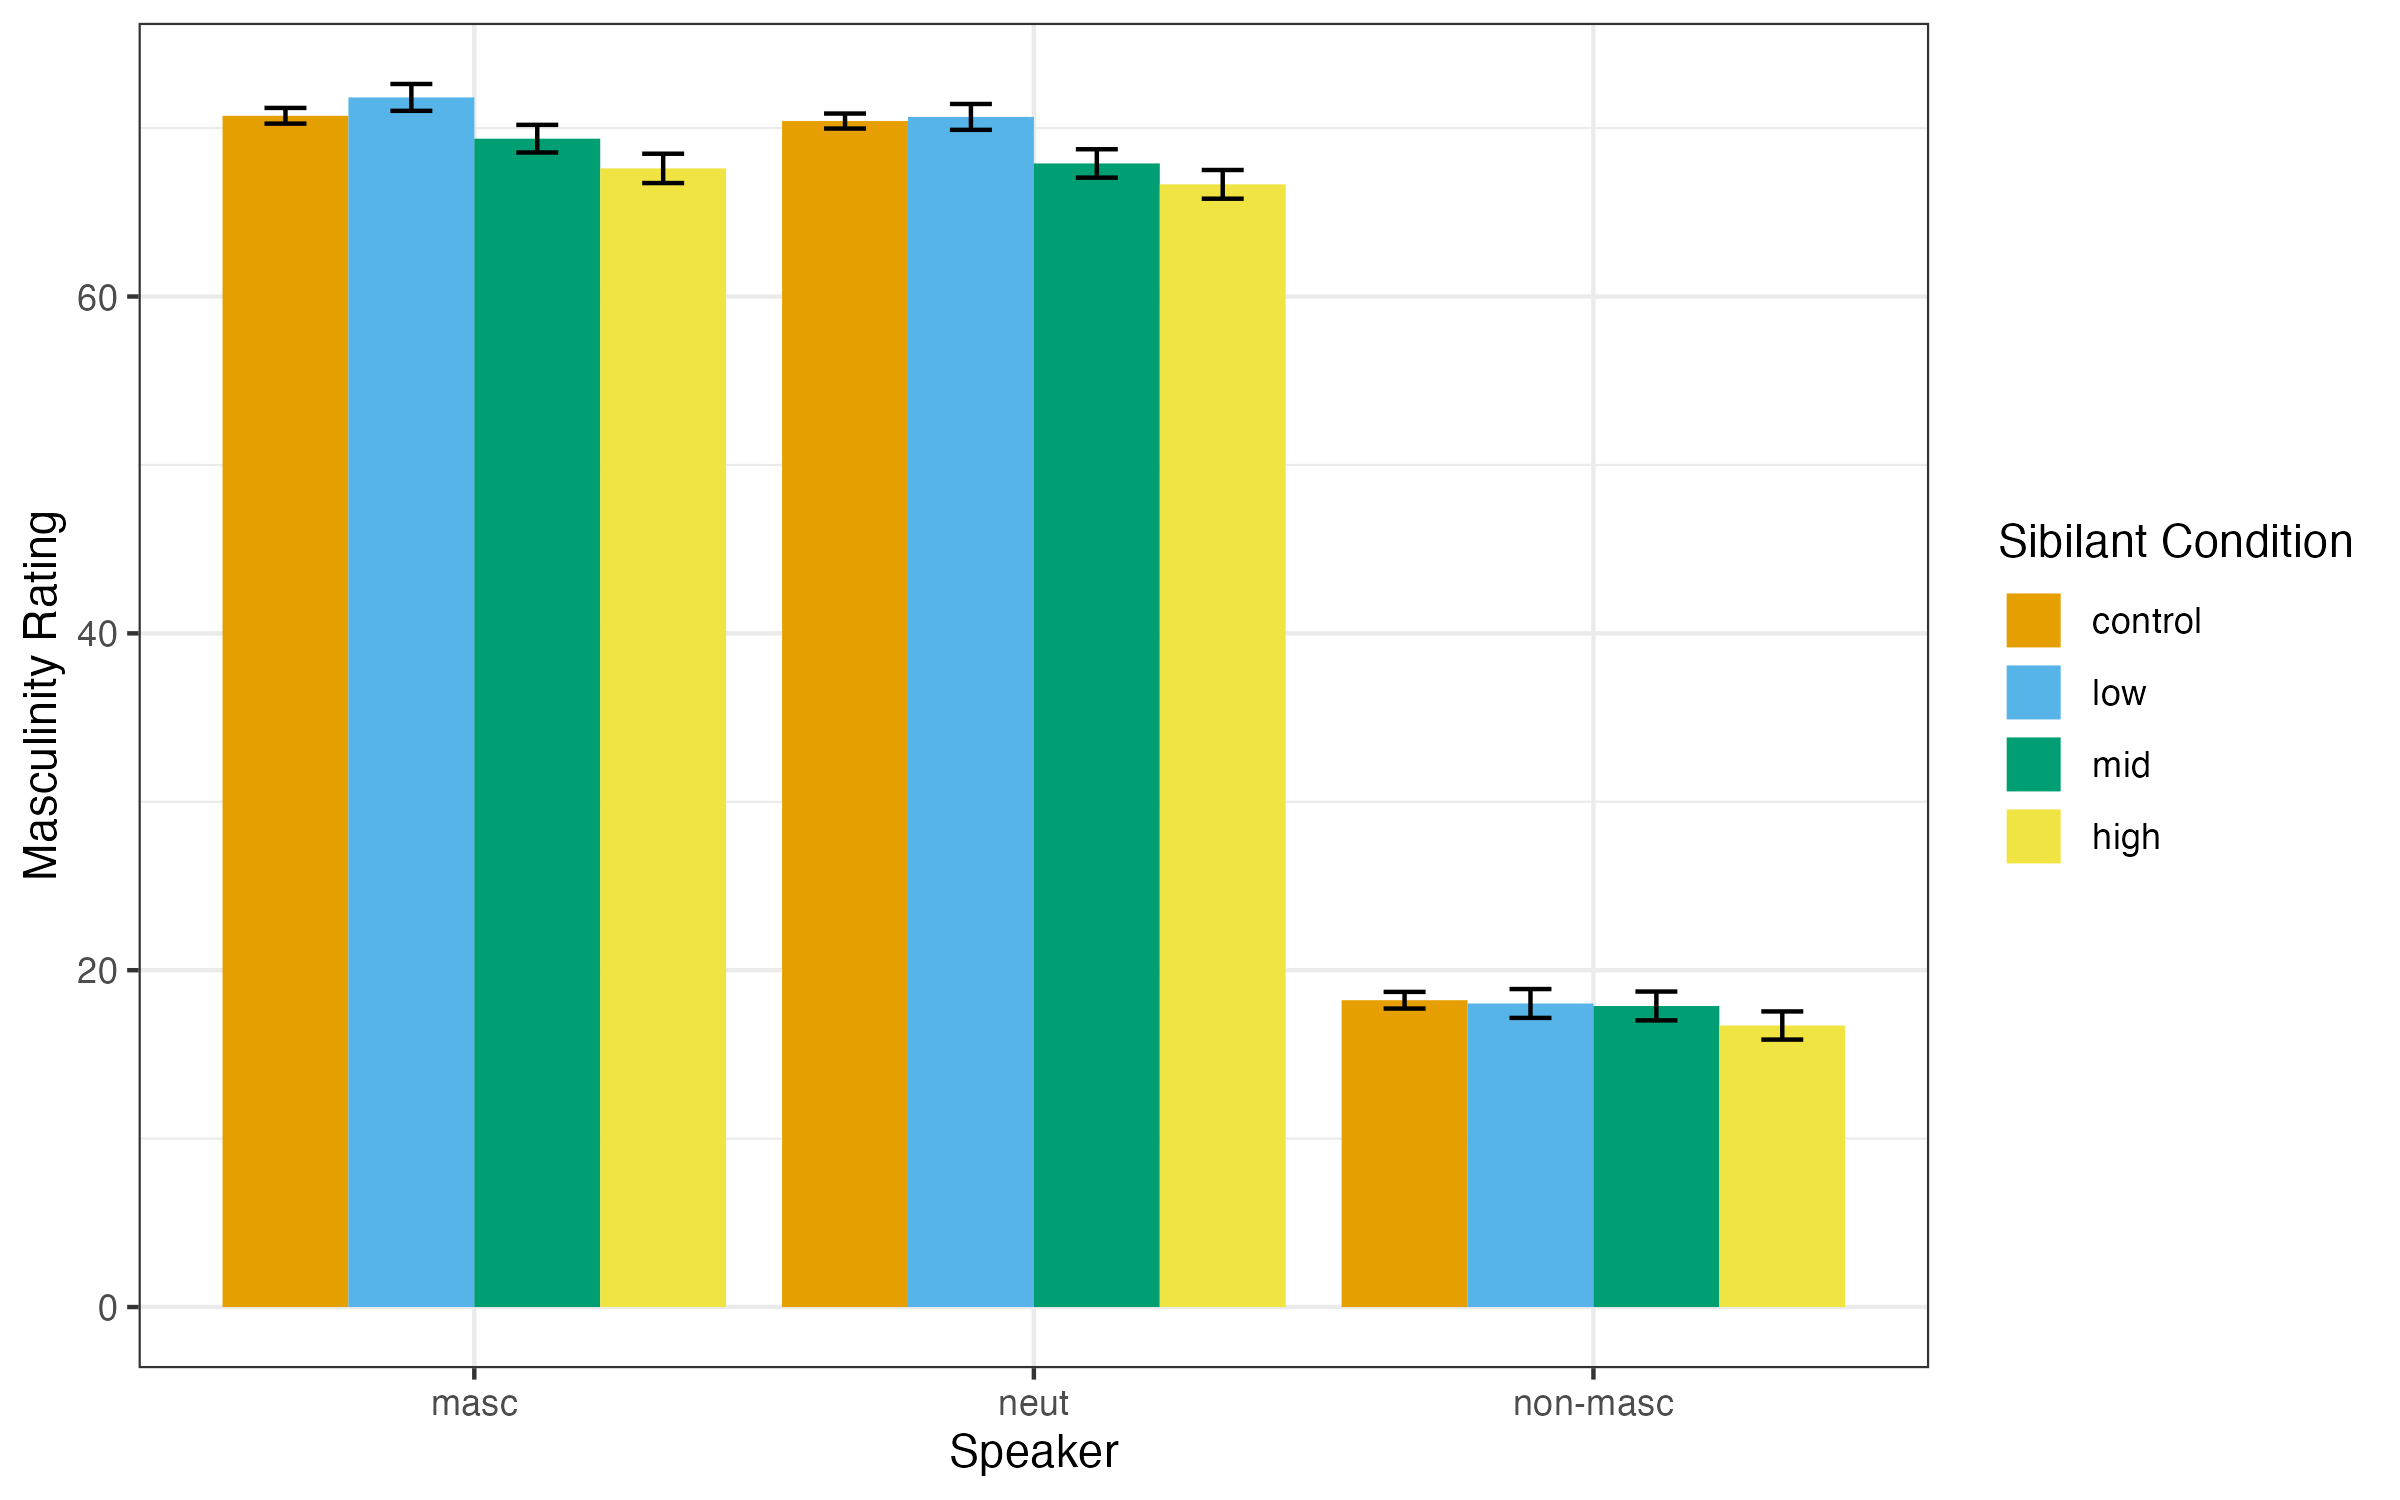 Masculinity Rating
60
40
20
0
masc
neut
non-masc
Speaker
Sibilant Condition
control
low
mid
high